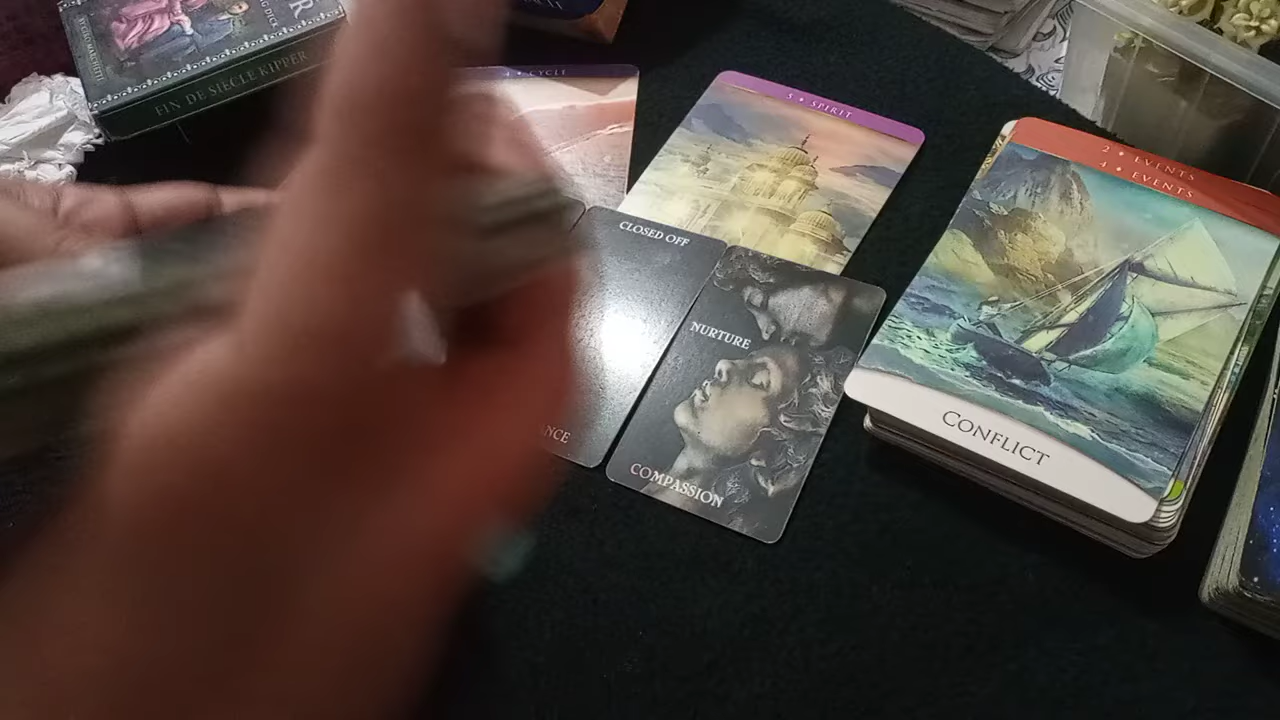 FIN DE SIECLE KIPPER
CYCLE
5 • SPIRIT
2 • EVENTS
4 • EVENTS
CLOSED OFF
NURTURE
COMPASSION
CONFLICT